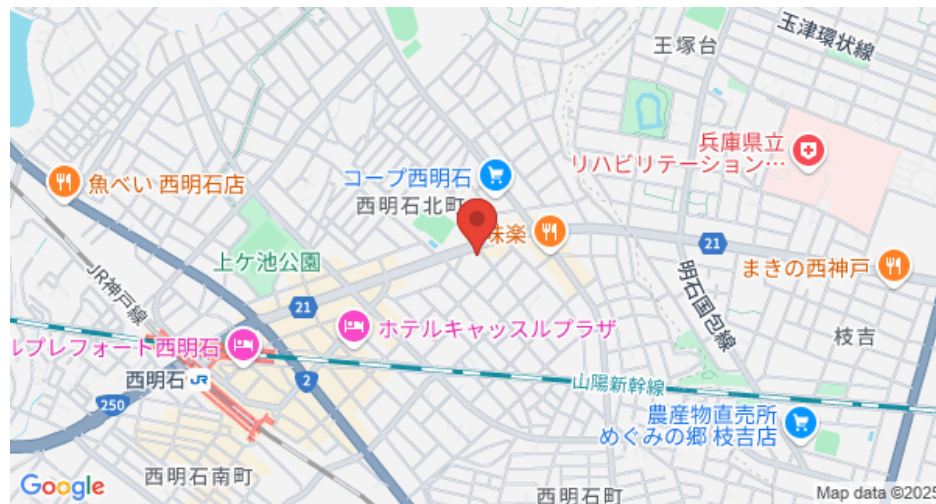 玉津環状線
王塚台
兵庫県立
リハビリテーション…
コープ西明石
魚べい 西明石店
西明石北町
味楽
21
上ケ池公園
まきの西神戸
明石国包線
JR神戸線
21
枝吉
ホテルキャッスルプラザ
ルプレフォート西明石
西明石
JR
2
山陽新幹線
250
農産物直売所
めぐみの郷 枝吉店
西明石南町
西明石町
Google
Map data ©2025